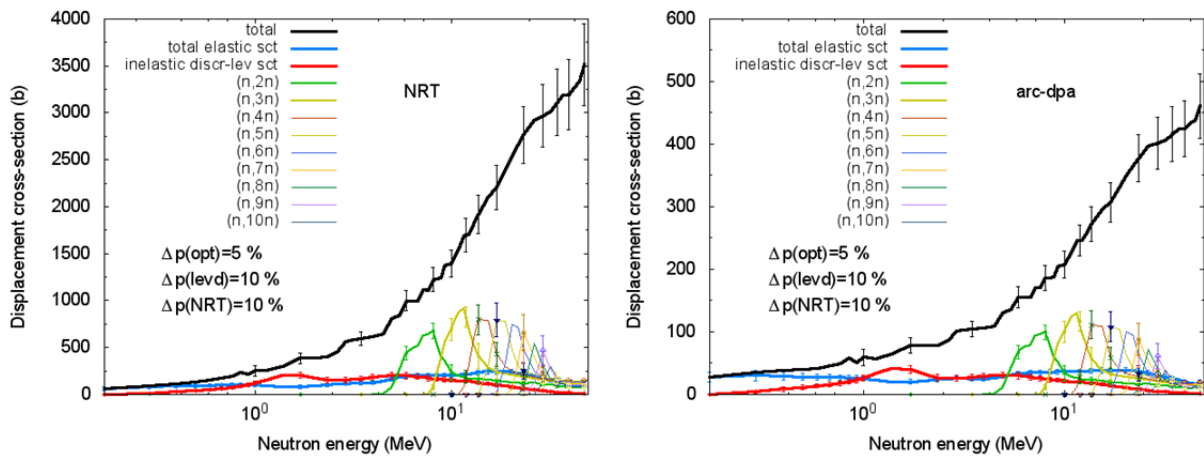 4000
3500
3000
2500
2000
1500
1000
500
0
Displacement cross-section (b)
total
total elastic sct
inelastic discr-lev sct
(n,2n)
(n,3n)
(n,4n)
(n,5n)
(n,6n)
(n,7n)
(n,8n)
(n,9n)
(n,10n)
NRT
Δp(opt)=5 %
Δp(levd)=10 %
Δp(NRT)=10 %
10⁰
10¹
Neutron energy (MeV)
600
500
400
300
200
100
0
Displacement cross-section (b)
total
total elastic sct
inelastic discr-lev sct
(n,2n)
(n,3n)
(n,4n)
(n,5n)
(n,6n)
(n,7n)
(n,8n)
(n,9n)
(n,10n)
arc-dpa
Δp(opt)=5 %
Δp(levd)=10 %
Δp(NRT)=10 %
10⁰
10¹
Neutron energy (MeV)